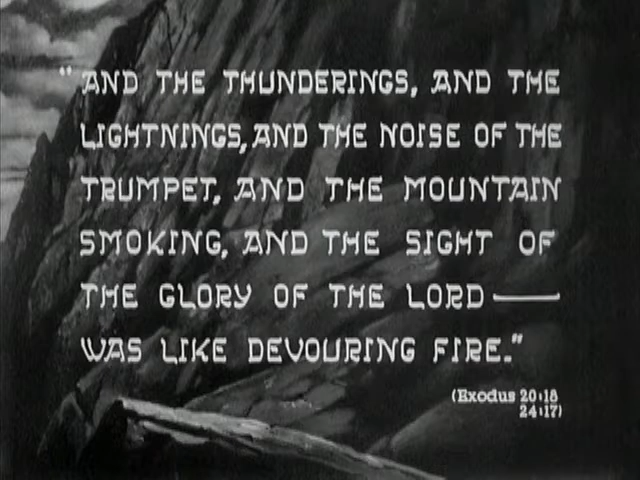 "AND THE THUNDERINGS, AND THE
LIGHTNINGS, AND THE NOISE OF THE
TRUMPET, AND THE MOUNTAIN
SMOKING, AND THE SIGHT OF
THE GLORY OF THE LORD—
WAS LIKE DEVOURING FIRE."
(Exodus 20:18
24:17)